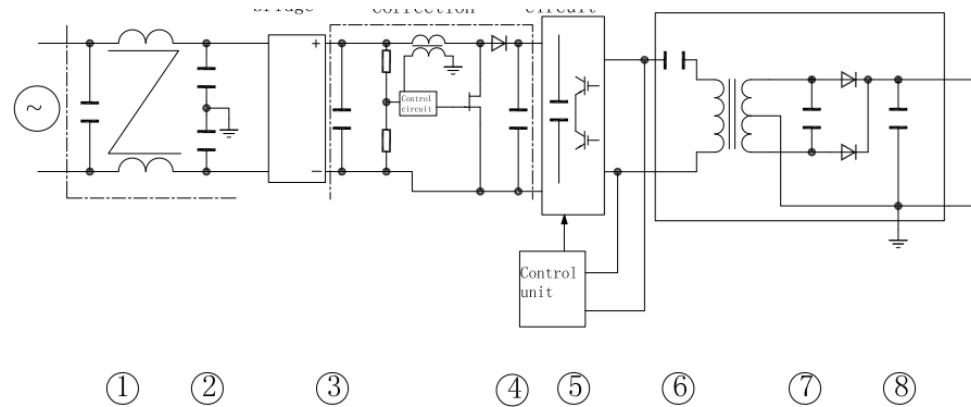 Control
circuit
Control
unit
① ② ③ ④ ⑤ ⑥ ⑦ ⑧